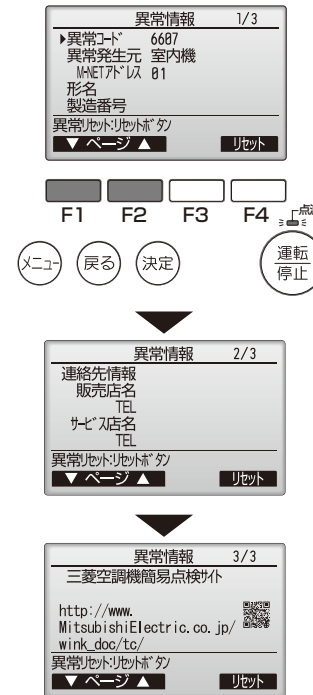 異常情報 1/3
▶異常コード 6607
異常発生元 室内機
M-NETアドレス 01
形名
製造番号
異常リセット:リセットボタン
▼ ページ ▲ リセット
F1 F2 F3 F4
メニュー 戻る 決定 運転
停止
異常情報 2/3
連絡先情報
販売店名
TEL
サービス店名
TEL
異常リセット:リセットボタン
▼ ページ ▲ リセット
異常情報 3/3
三菱空調機簡易点検サイト
http://www.
MitsubishiElectric.co.jp/
wink_doc/tc/
異常リセット:リセットボタン
▼ ページ ▲ リセット